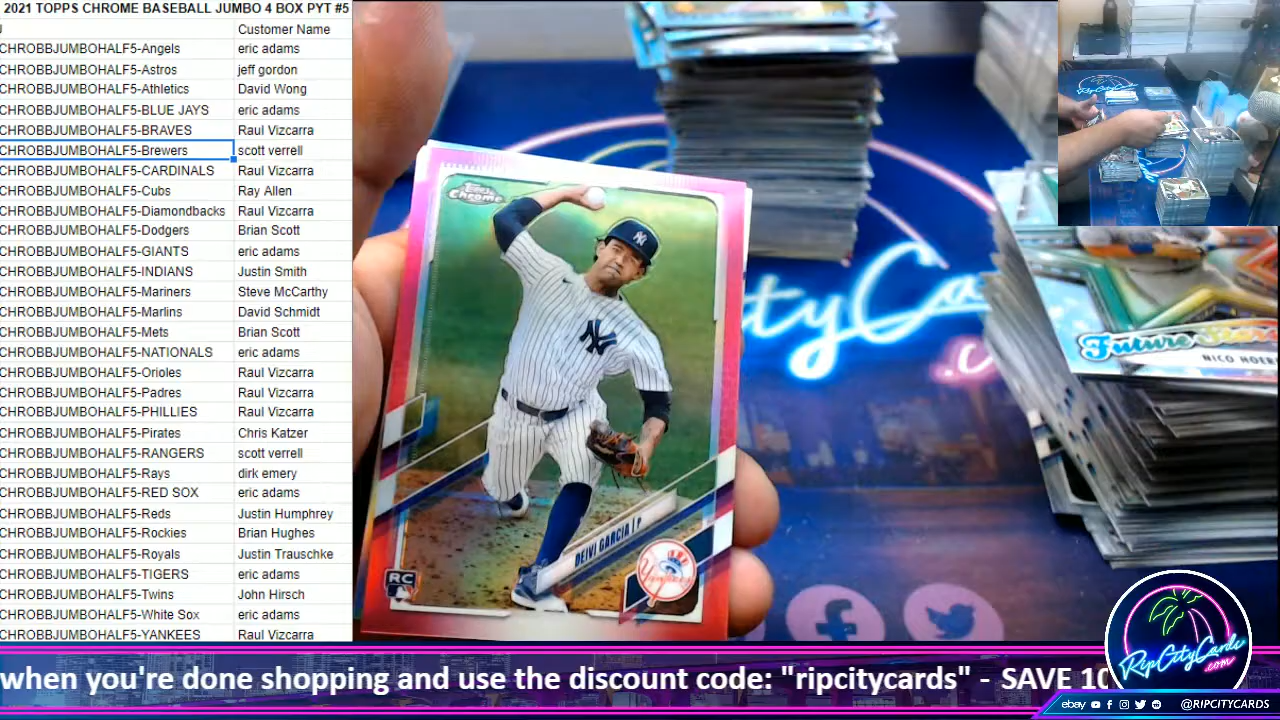 2021 TOPPS CHROME BASEBALL JUMBO 4 BOX PYT #5
Customer Name
CHROBBJUMBOHALF5-Angels eric adams
CHROBBJUMBOHALF5-Astros jeff gordon
CHROBBJUMBOHALF5-Athletics David Wong
CHROBBJUMBOHALF5-BLUE JAYS eric adams
CHROBBJUMBOHALF5-BRAVES Raul Vizcarra
CHROBBJUMBOHALF5-Brewers scott verrell
CHROBBJUMBOHALF5-CARDINALS Raul Vizcarra
CHROBBJUMBOHALF5-Cubs Ray Allen
CHROBBJUMBOHALF5-Diamondbacks Raul Vizcarra
CHROBBJUMBOHALF5-Dodgers Brian Scott
CHROBBJUMBOHALF5-GIANTS eric adams
CHROBBJUMBOHALF5-INDIANS Justin Smith
CHROBBJUMBOHALF5-Mariners Steve McCarthy
CHROBBJUMBOHALF5-Marlins David Schmidt
CHROBBJUMBOHALF5-Mets Brian Scott
CHROBBJUMBOHALF5-NATIONALS eric adams
CHROBBJUMBOHALF5-Orioles Raul Vizcarra
CHROBBJUMBOHALF5-Padres Raul Vizcarra
CHROBBJUMBOHALF5-PHILLIES Raul Vizcarra
CHROBBJUMBOHALF5-Pirates Chris Katzer
CHROBBJUMBOHALF5-RANGERS scott verrell
CHROBBJUMBOHALF5-Rays dirk emery
CHROBBJUMBOHALF5-RED SOX eric adams
CHROBBJUMBOHALF5-Reds Justin Humphrey
CHROBBJUMBOHALF5-Rockies Brian Hughes
CHROBBJUMBOHALF5-Royals Justin Trauschke
CHROBBJUMBOHALF5-TIGERS eric adams
CHROBBJUMBOHALF5-Twins John Hirsch
CHROBBJUMBOHALF5-White Sox eric adams
CHROBBJUMBOHALF5-YANKEES Raul Vizcarra
Topps
Chrome
NY
NY
DEIVI GARCIA | P
RC
Yankees
Future Stars
NICO HOER
RipCityCards
.com
when you're done shopping and use the discount code: "ripcitycards" - SAVE 10
ebay
@RIPCITYCARDS